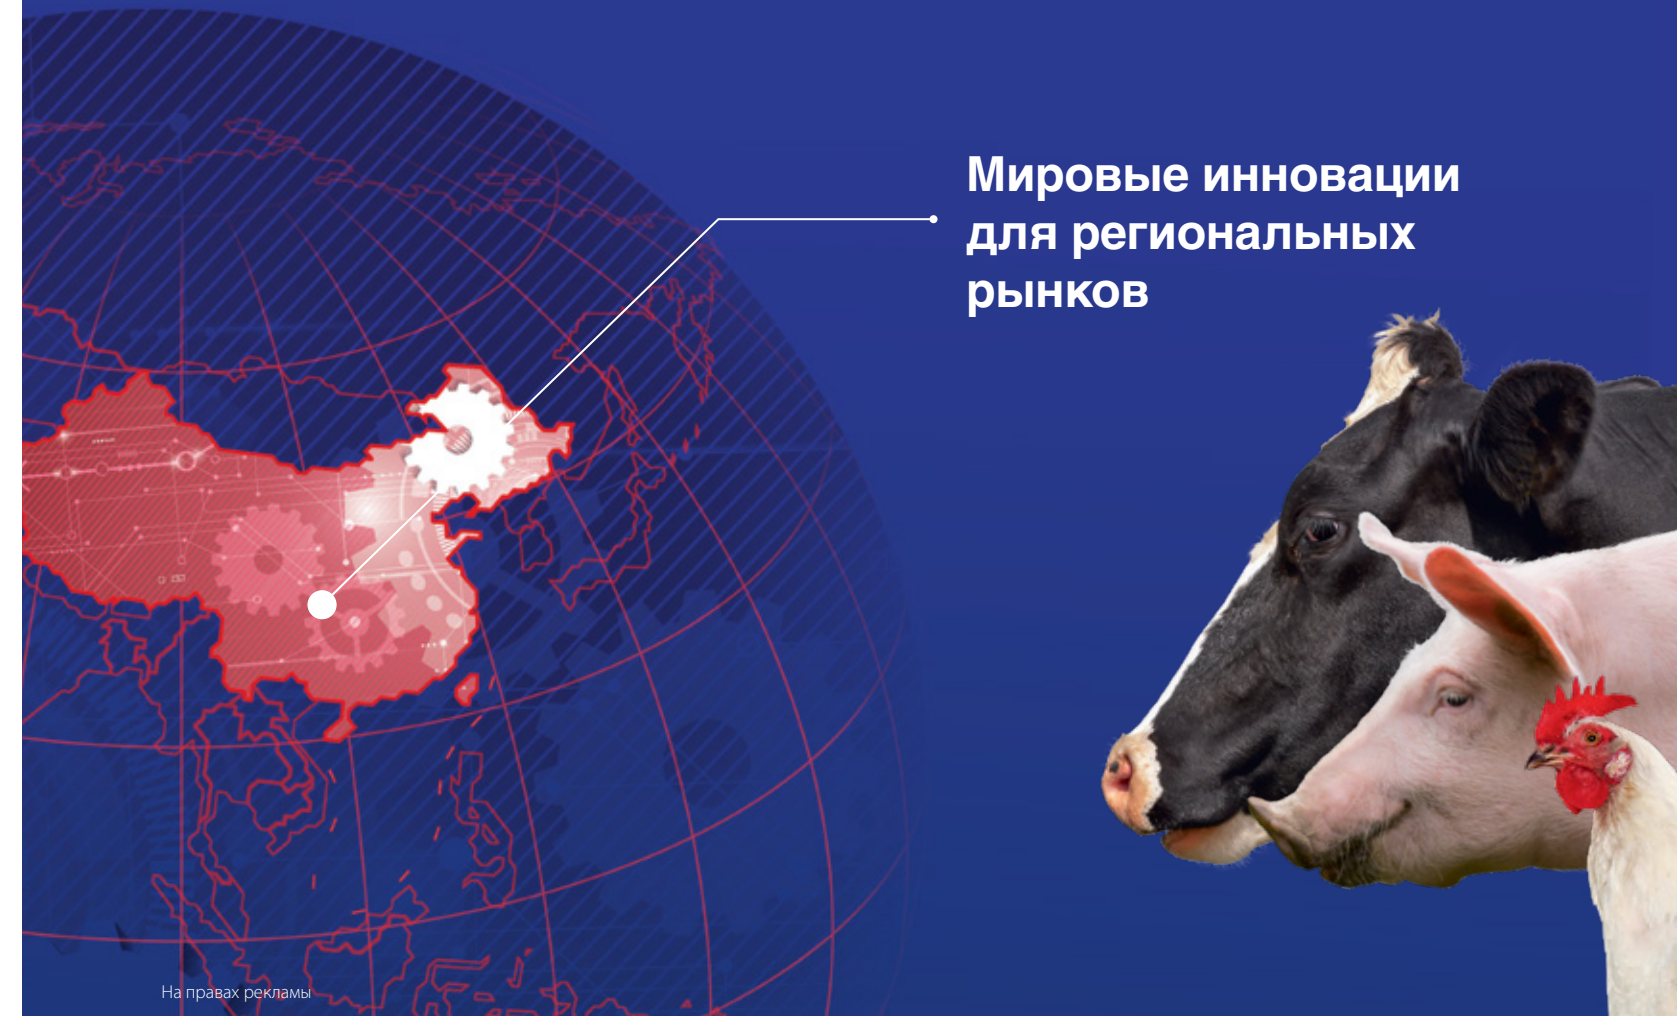 Мировые инновации
для региональных
рынков
На правах рекламы